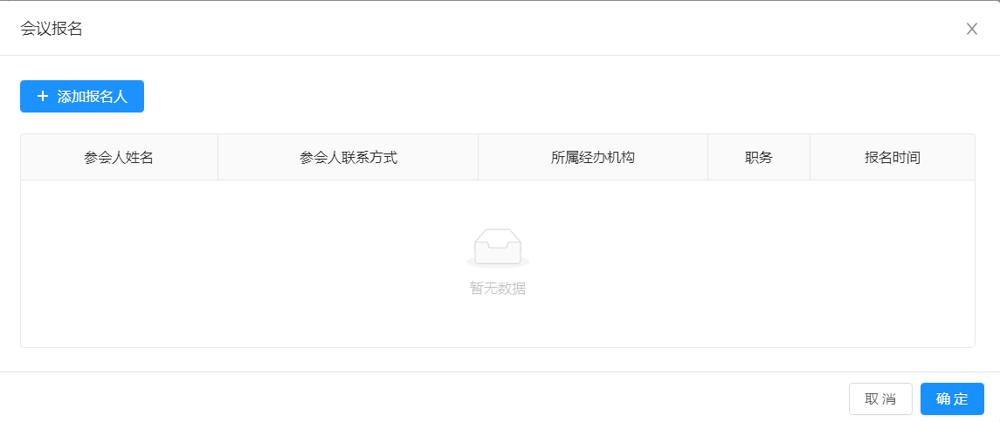 会议报名
添加报名人
参会人姓名 参会人联系方式 所属经办机构 职务 报名时间
暂无数据
取 消 确 定